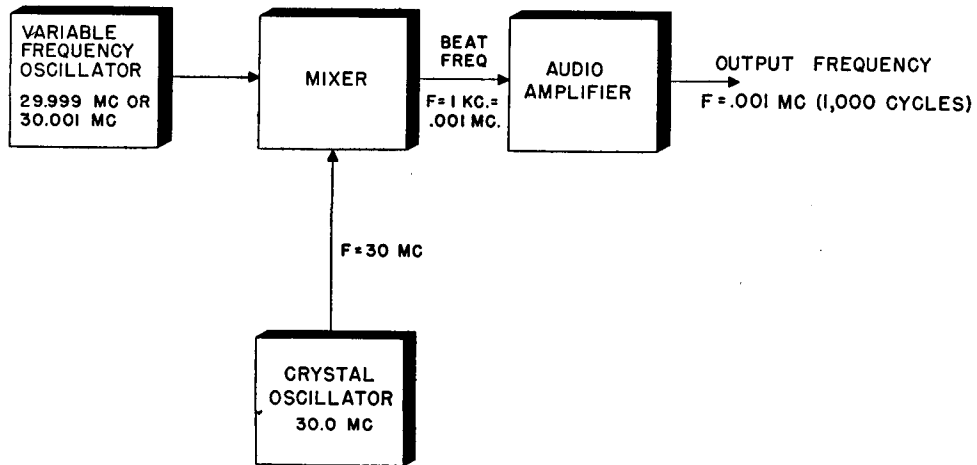 VARIABLE
FREQUENCY
OSCILLATOR
29.999 MC OR
30.001 MC
MIXER
BEAT
FREQ
F=1 KC.=
.001 MC.
AUDIO
AMPLIFIER
OUTPUT FREQUENCY
F=.001 MC (1,000 CYCLES)
F=30 MC
CRYSTAL
OSCILLATOR
30.0 MC